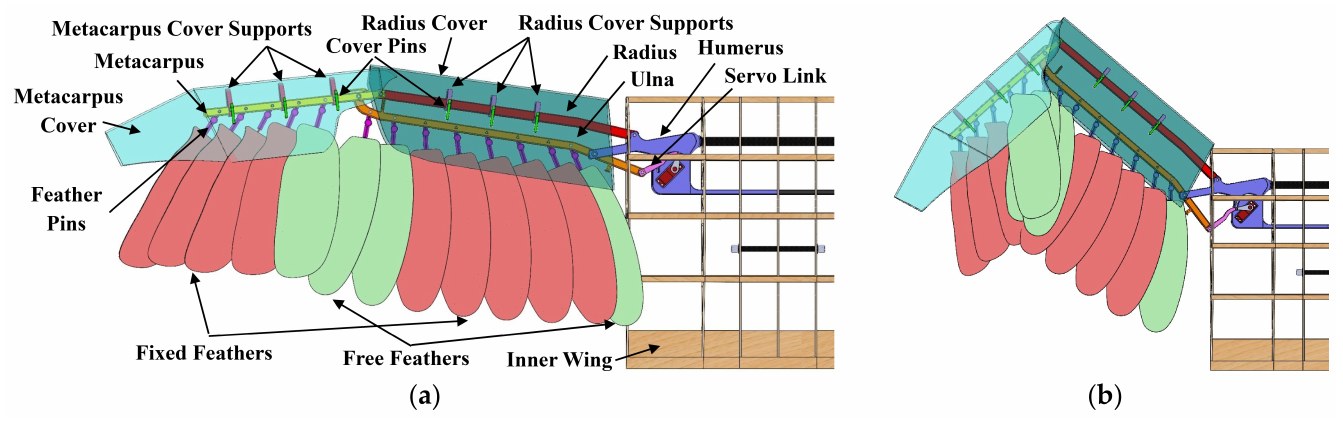 Metacarpus Cover Supports
Radius Cover
Radius Cover Supports
Cover Pins
Radius
Humerus
Metacarpus
Ulna
Servo Link
Metacarpus
Cover
Feather
Pins
Fixed Feathers
Free Feathers
Inner Wing
(a)
(b)